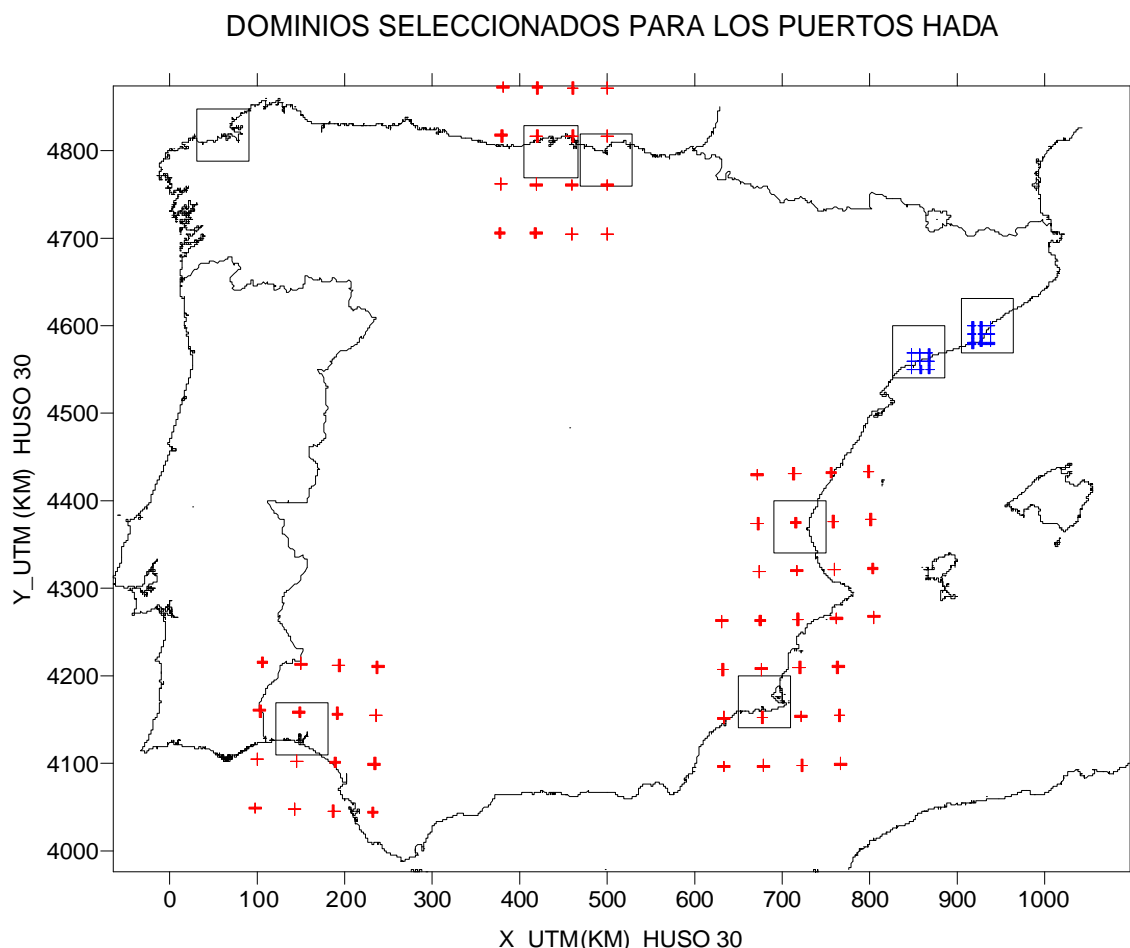 DOMINIOS SELECCIONADOS PARA LOS PUERTOS HADA
4800
4700
4600
4500
4400
4300
4200
4100
4000
Y_UTM (KM) HUSO 30
0 100 200 300 400 500 600 700 800 900 1000
X_UTM(KM) HUSO 30